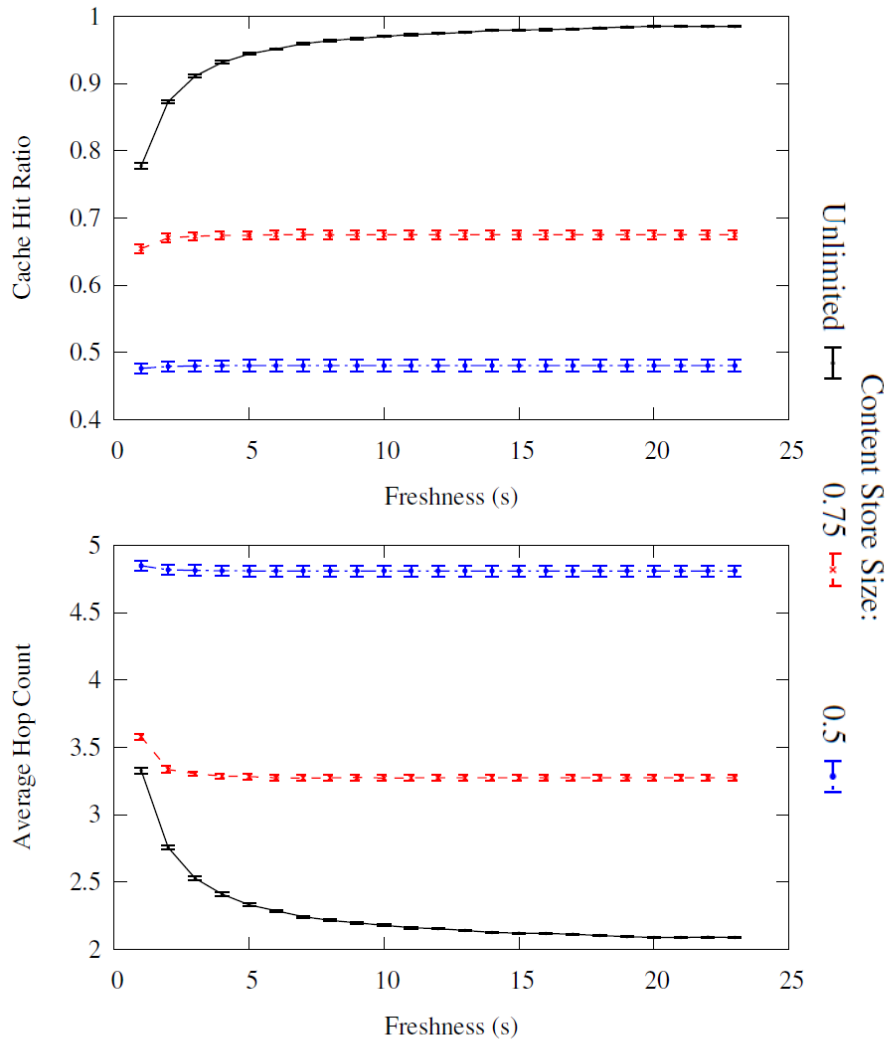 1
0.9
0.8
0.7
0.6
0.5
0.4
Cache Hit Ratio
0 5 10 15 20 25
Freshness (s)
5
4.5
4
3.5
3
2.5
2
Average Hop Count
0 5 10 15 20 25
Freshness (s)
Content Store Size:
Unlimited 0.75 0.5